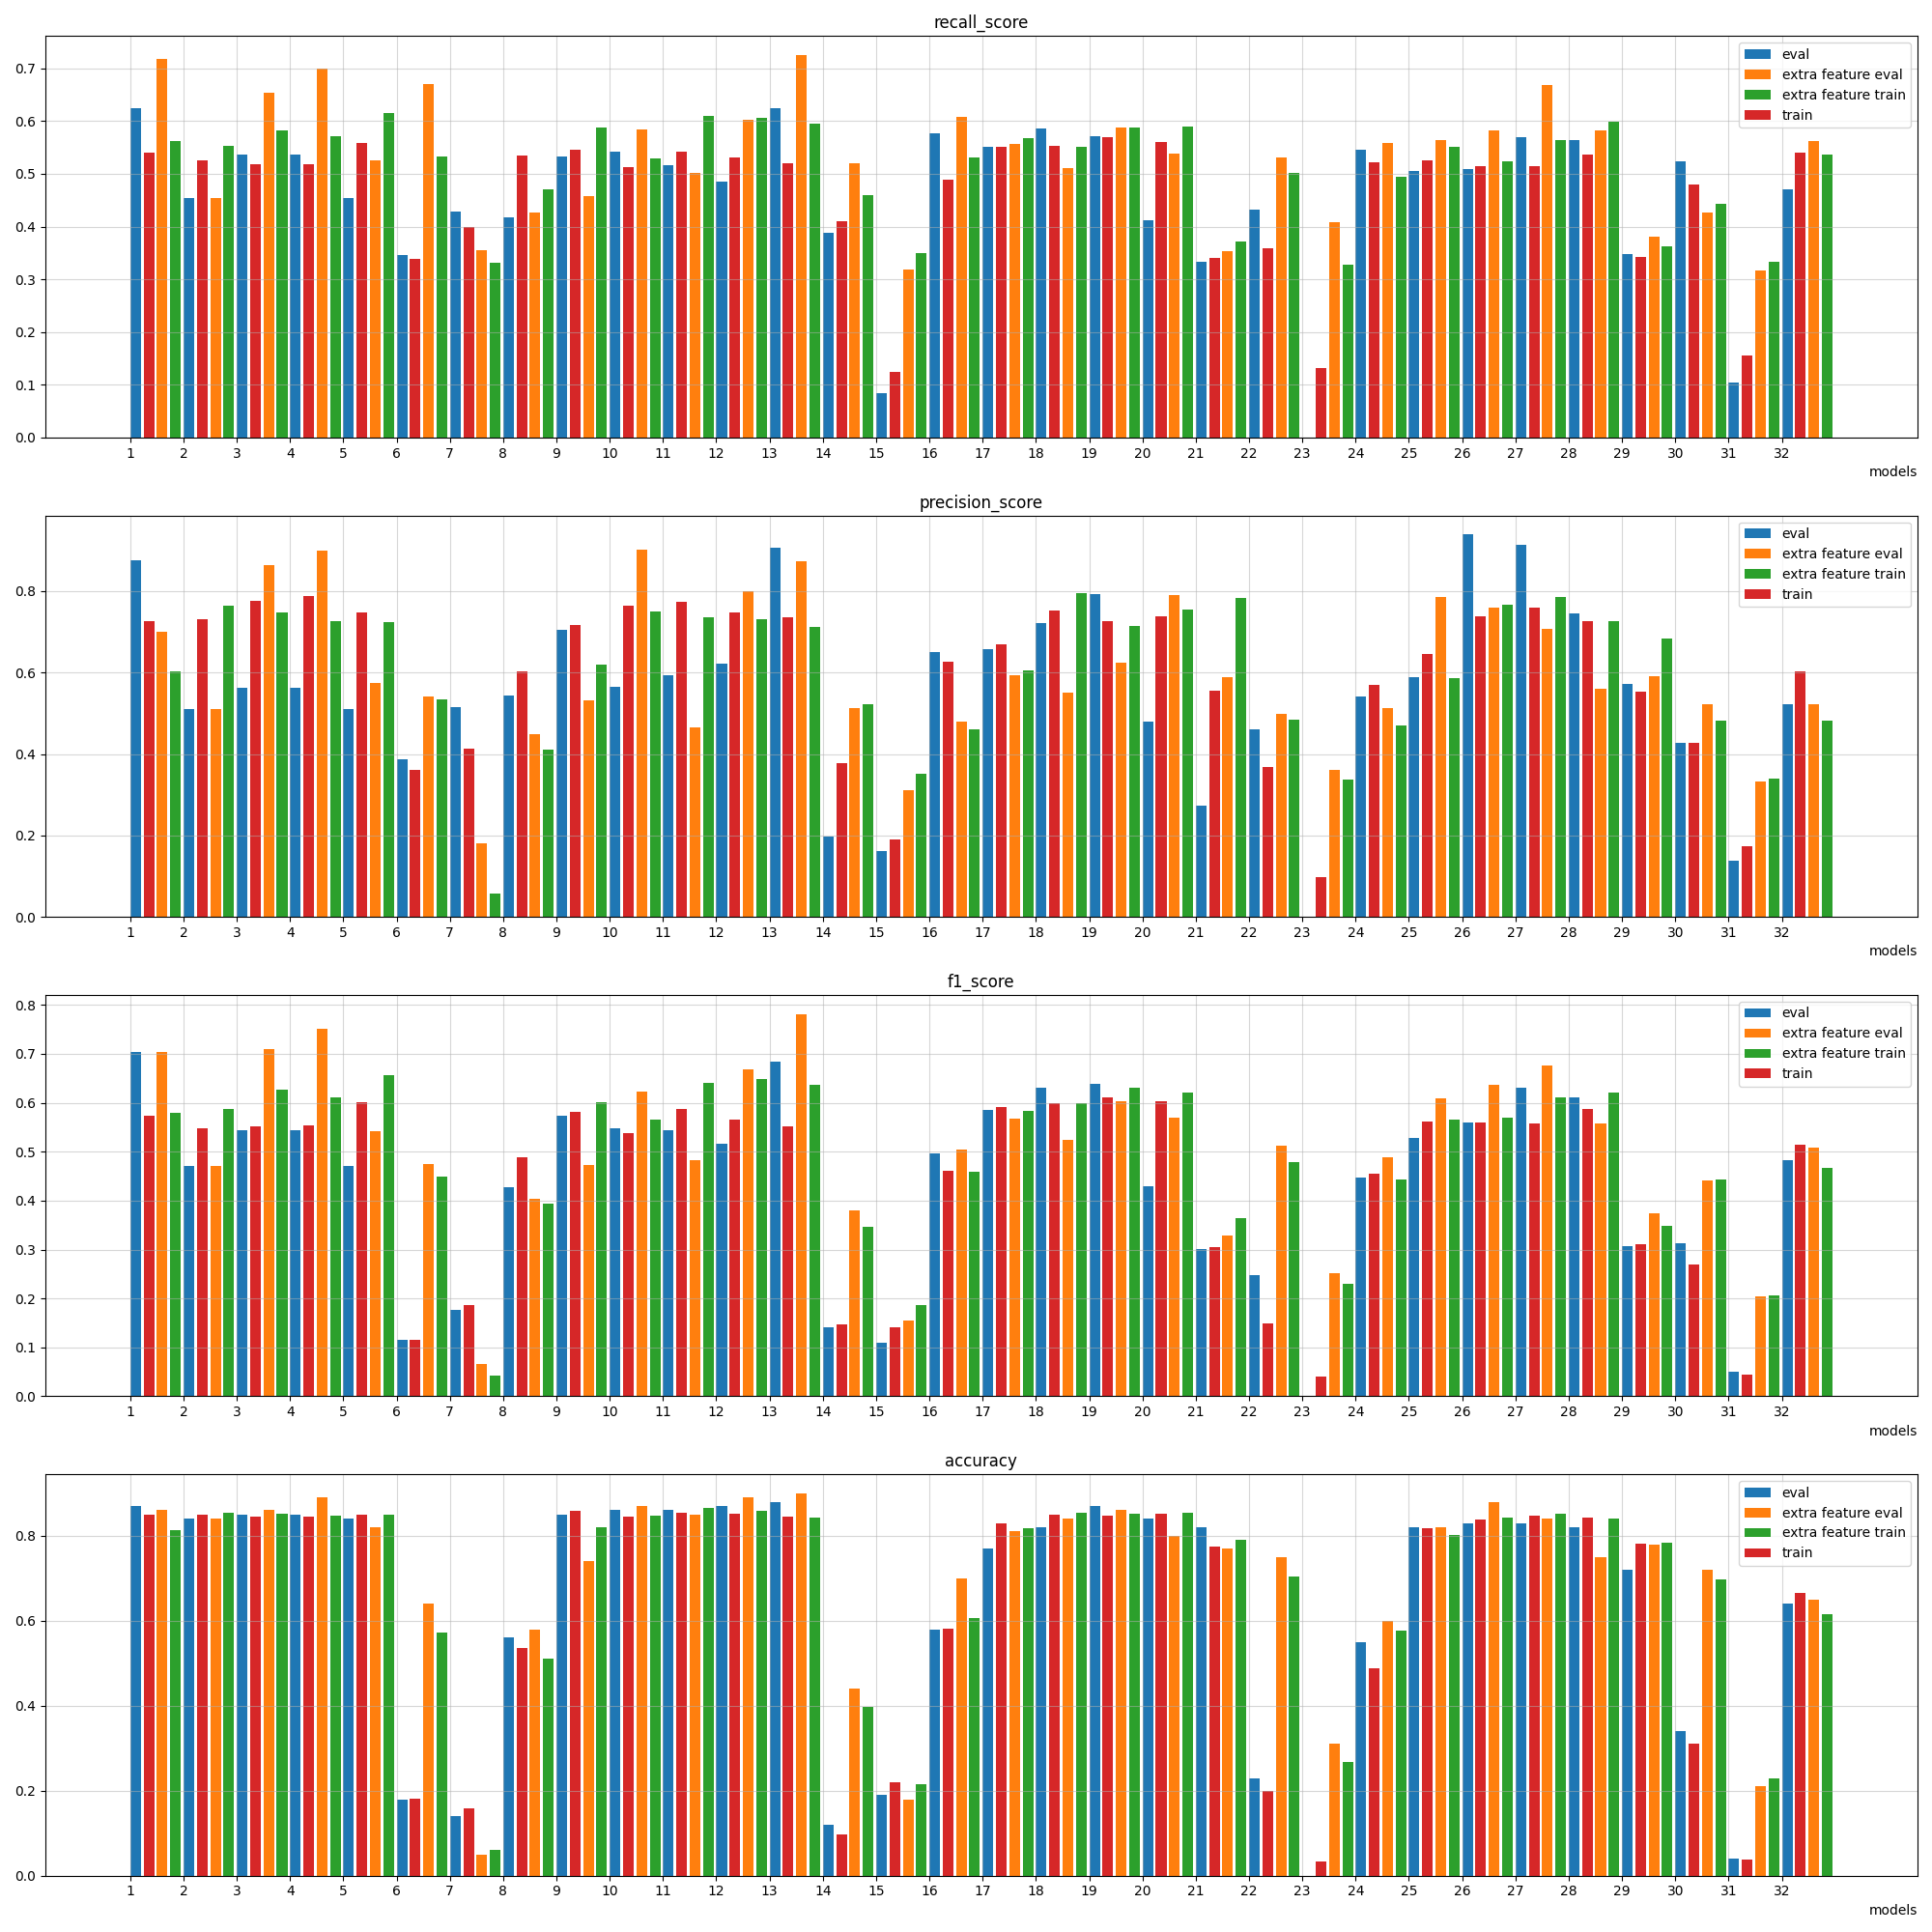 recall_score
0.7
0.6
0.5
0.4
0.3
0.2
0.1
0.0
eval
extra feature eval
extra feature train
train
1 2 3 4 5 6 7 8 9 10 11 12 13 14 15 16 17 18 19 20 21 22 23 24 25 26 27 28 29 30 31 32
models
precision_score
0.8
0.6
0.4
0.2
0.0
eval
extra feature eval
extra feature train
train
1 2 3 4 5 6 7 8 9 10 11 12 13 14 15 16 17 18 19 20 21 22 23 24 25 26 27 28 29 30 31 32
models
f1_score
0.8
0.7
0.6
0.5
0.4
0.3
0.2
0.1
0.0
eval
extra feature eval
extra feature train
train
1 2 3 4 5 6 7 8 9 10 11 12 13 14 15 16 17 18 19 20 21 22 23 24 25 26 27 28 29 30 31 32
models
accuracy
0.8
0.6
0.4
0.2
0.0
eval
extra feature eval
extra feature train
train
1 2 3 4 5 6 7 8 9 10 11 12 13 14 15 16 17 18 19 20 21 22 23 24 25 26 27 28 29 30 31 32
models